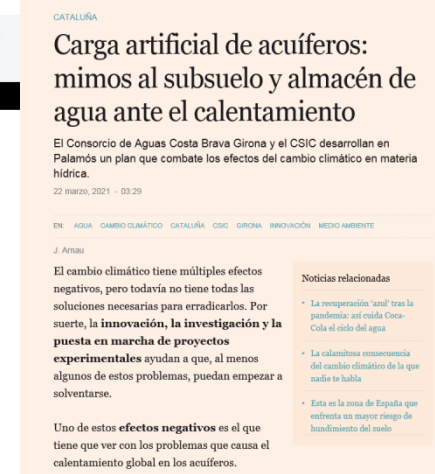 CATALUÑA
Carga artificial de acuíferos:
mimos al subsuelo y almacén de
agua ante el calentamiento
El Consorcio de Aguas Costa Brava Girona y el CSIC desarrollan en
Palamós un plan que combate los efectos del cambio climático en materia
hídrica.
22 marzo, 2021 - 03:29
EN: AGUA CAMBIO CLIMÁTICO CATALUÑA CSIC GIRONA INNOVACIÓN MEDIO AMBIENTE
J. Arnau
El cambio climático tiene múltiples efectos
negativos, pero todavía no tiene todas las
soluciones necesarias para erradicarlos. Por
suerte, la innovación, la investigación y la
puesta en marcha de proyectos
experimentales ayudan a que, al menos
algunos de estos problemas, puedan empezar a
solventarse.
Uno de estos efectos negativos es el que
tiene que ver con los problemas que causa el
calentamiento global en los acuíferos.
Noticias relacionadas
La recuperación 'azul' tras la
pandemia: así cuida Coca-
Cola el ciclo del agua
La calamitosa consecuencia
del cambio climático de la que
nadie te habla
Esta es la zona de España que
enfrenta un mayor riesgo de
hundimiento del suelo